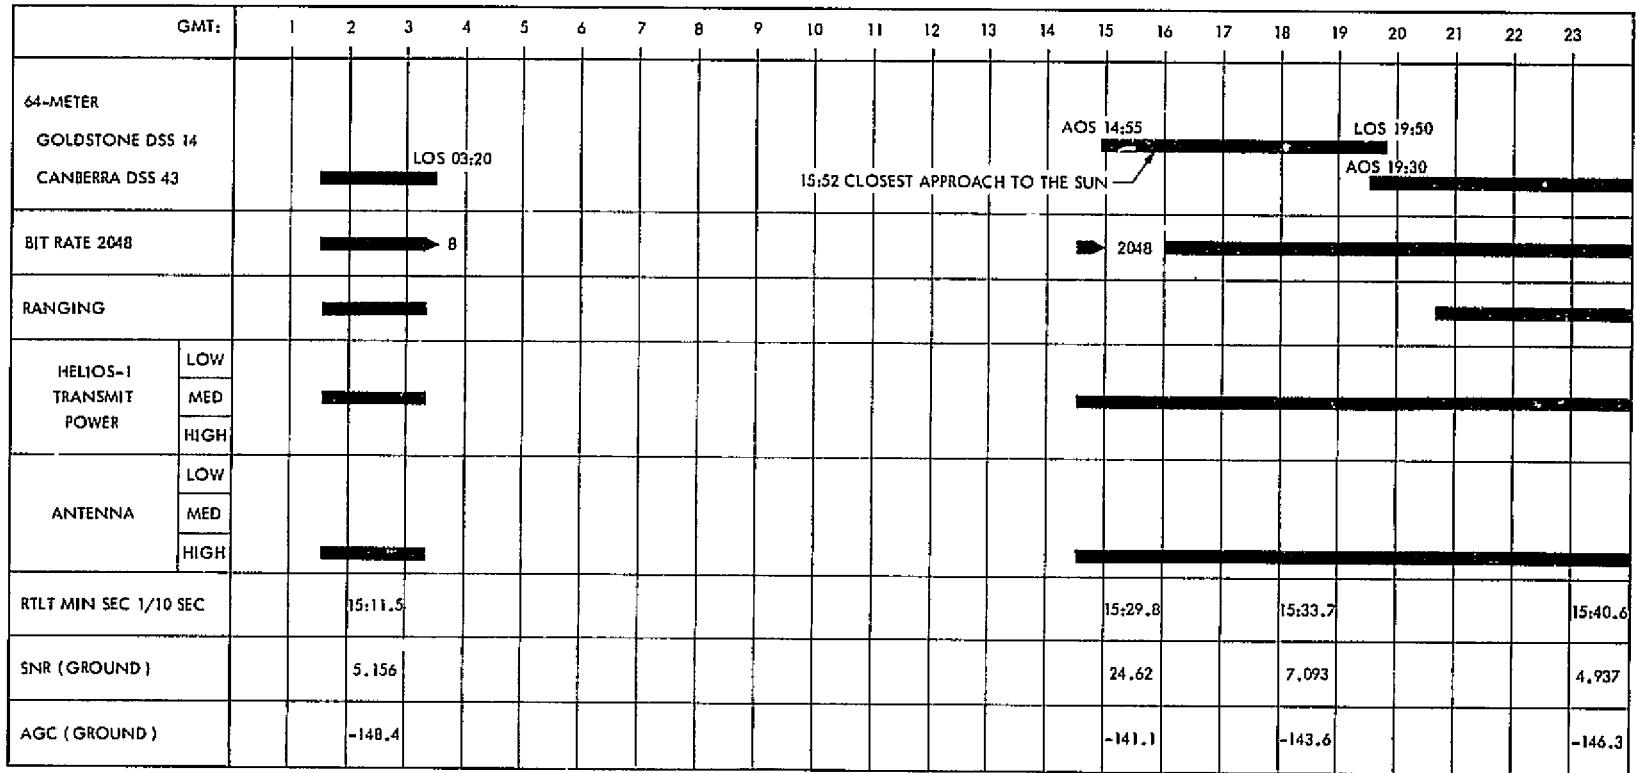 GMT: 1 2 3 4 5 6 7 8 9 10 11 12 13 14 15 16 17 18 19 20 21 22 23
64-METER
GOLDSTONE DSS 14
CANBERRA DSS 43
LOS 03:20
AOS 14:55
LOS 19:50
AOS 19:30
15:52 CLOSEST APPROACH TO THE SUN
BIT RATE 2048
8
2048
RANGING
HELIOS-1
TRANSMIT
POWER
LOW
MED
HIGH
ANTENNA
LOW
MED
HIGH
RTLT MIN SEC 1/10 SEC 15:11.5 15:29.8 15:33.7 15:40.6
SNR (GROUND) 5.156 24.62 7.093 4.937
AGC (GROUND) -148.4 -141.1 -143.6 -146.3